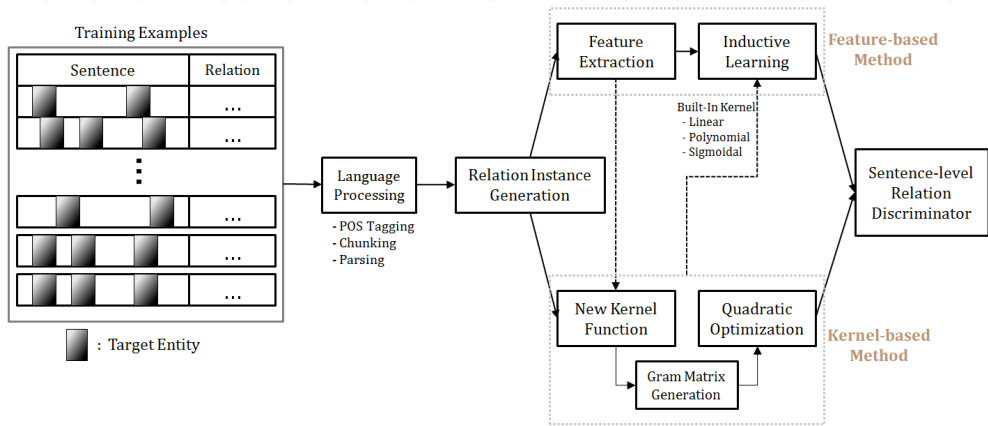 Training Examples
Sentence
Relation
...
...
...
...
...
: Target Entity
Language
Processing
- POS Tagging
- Chunking
- Parsing
Relation Instance
Generation
Feature
Extraction
Inductive
Learning
Feature-based
Method
Built-In Kernel
- Linear
- Polynomial
- Sigmoidal
New Kernel
Function
Quadratic
Optimization
Gram Matrix
Generation
Kernel-based
Method
Sentence-level
Relation
Discriminator